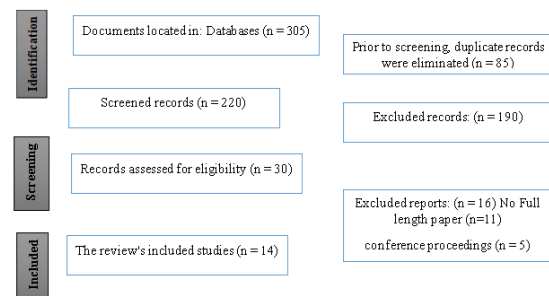 Identification
Documents located in: Databases (n = 305)
Prior to screening, duplicate records
were eliminated (n = 85)
Screened records (n = 220)
Excluded records: (n = 190)
Screening
Records assessed for eligibility (n = 30)
Excluded reports: (n = 16) No Full
length paper (n=11)
conference proceedings (n = 5)
Included
The review's included studies (n = 14)